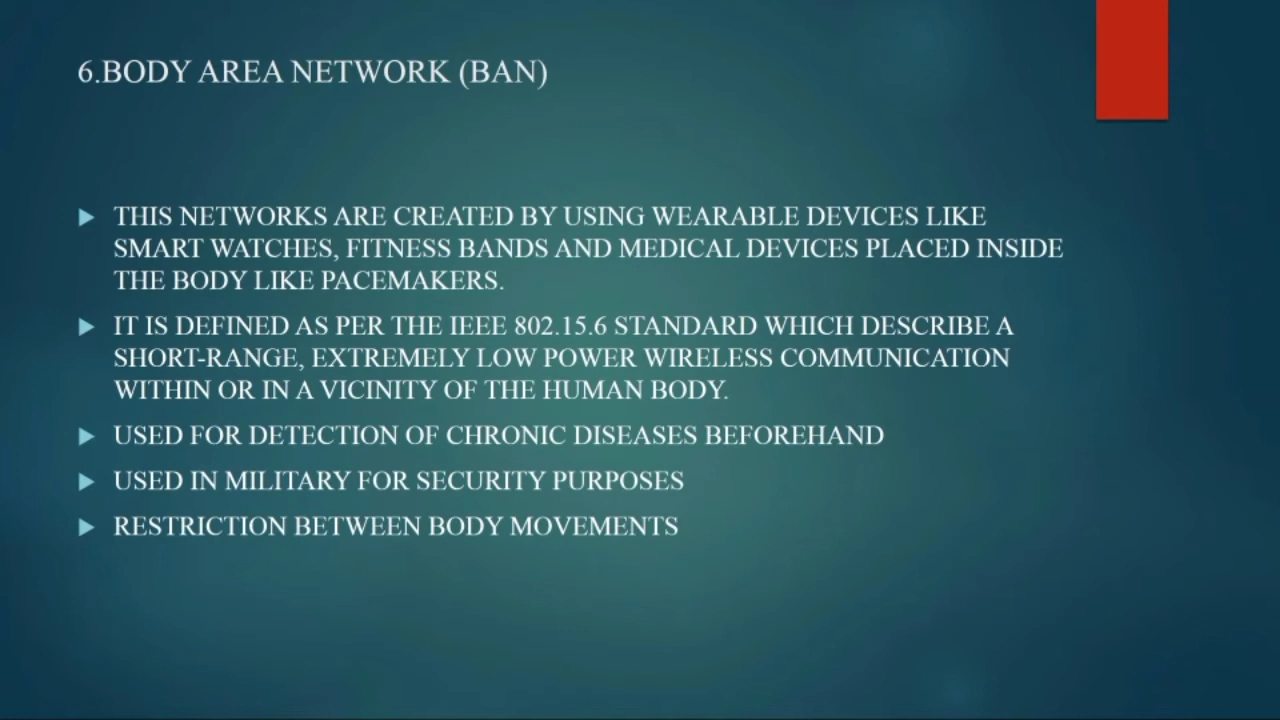 6.BODY AREA NETWORK (BAN)
THIS NETWORKS ARE CREATED BY USING WEARABLE DEVICES LIKE
SMART WATCHES, FITNESS BANDS AND MEDICAL DEVICES PLACED INSIDE
THE BODY LIKE PACEMAKERS.
IT IS DEFINED AS PER THE IEEE 802.15.6 STANDARD WHICH DESCRIBE A
SHORT-RANGE, EXTREMELY LOW POWER WIRELESS COMMUNICATION
WITHIN OR IN A VICINITY OF THE HUMAN BODY.
USED FOR DETECTION OF CHRONIC DISEASES BEFOREHAND
USED IN MILITARY FOR SECURITY PURPOSES
RESTRICTION BETWEEN BODY MOVEMENTS